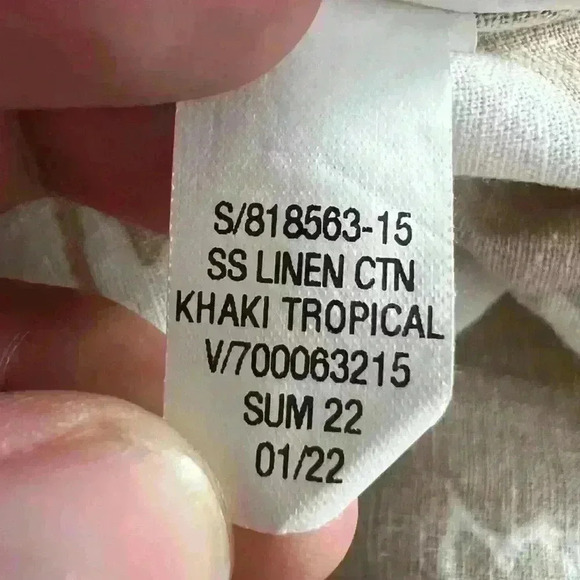 S/818563-15
SS LINEN CTN
KHAKI TROPICAL
V/700063215
SUM 22
01/22